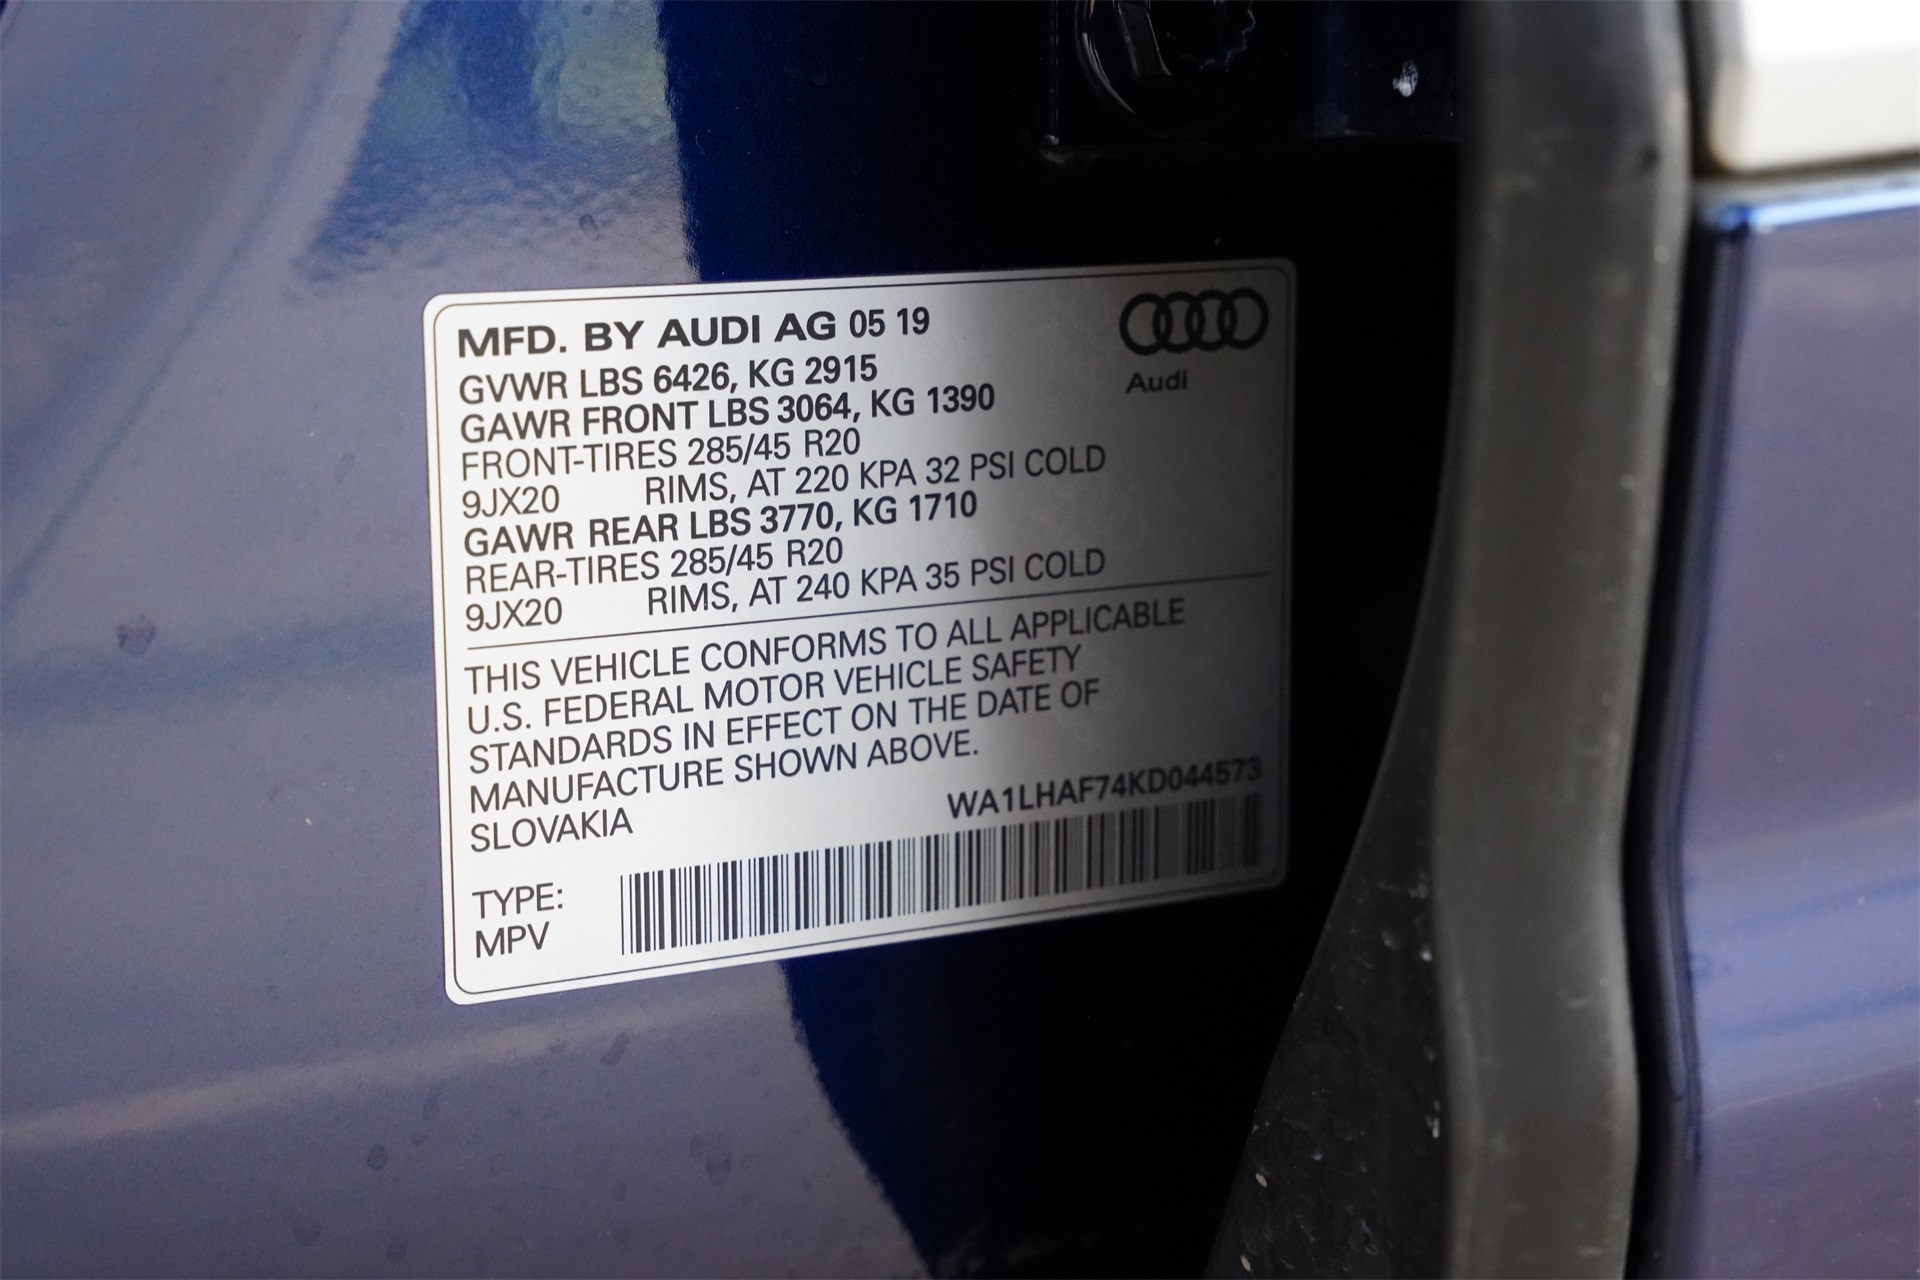 MFD. BY AUDI AG 05 19
GVWR LBS 6426, KG 2915
GAWR FRONT LBS 3064, KG 1390
FRONT-TIRES 285/45 R20
9JX20 RIMS, AT 220 KPA 32 PSI COLD
GAWR REAR LBS 3770, KG 1710
REAR-TIRES 285/45 R20
9JX20 RIMS, AT 240 KPA 35 PSI COLD
Audi
THIS VEHICLE CONFORMS TO ALL APPLICABLE
U.S. FEDERAL MOTOR VEHICLE SAFETY
STANDARDS IN EFFECT ON THE DATE OF
MANUFACTURE SHOWN ABOVE.
SLOVAKIA
WA1LHAF74KD044573
TYPE:
MPV